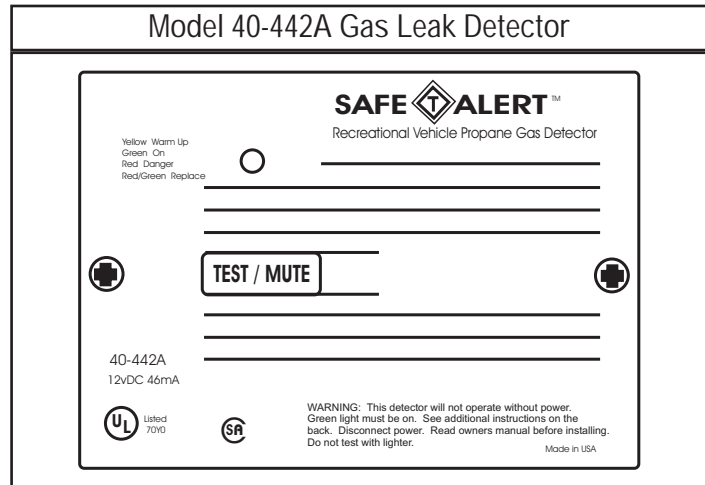 Model 40-442A Gas Leak Detector
SAFE T ALERT™
Recreational Vehicle Propane Gas Detector
Yellow Warm Up
Green On
Red Danger
Red/Green Replace
TEST / MUTE
40-442A
12vDC 46mA
UL
Listed
70Y0
SA
WARNING: This detector will not operate without power.
Green light must be on. See additional instructions on the
back. Disconnect power. Read owners manual before installing.
Do not test with lighter.
Made in USA